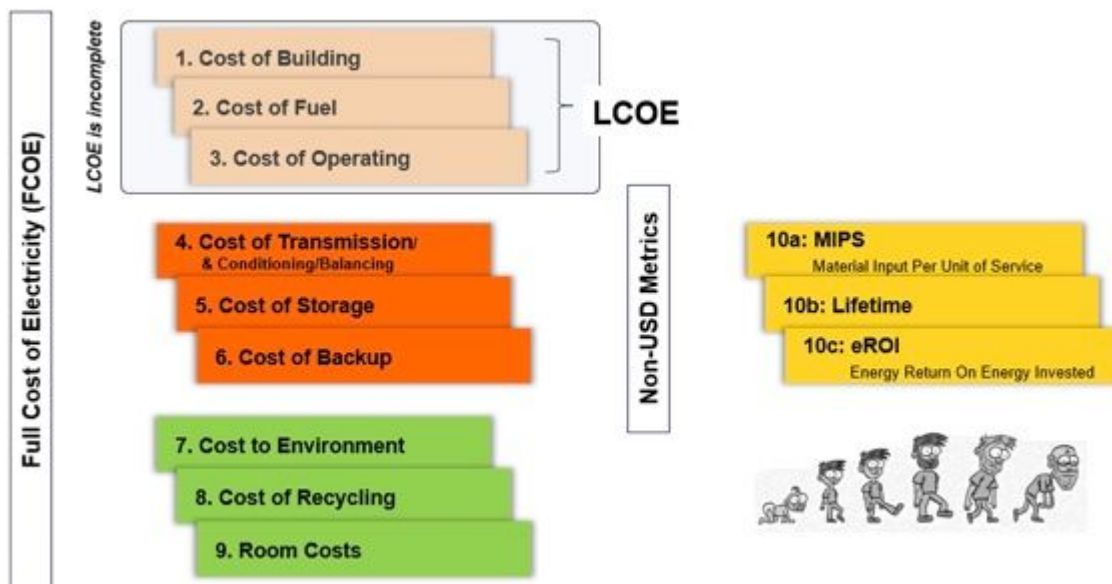 Full Cost of Electricity (FCOE)
LCOE is incomplete
1. Cost of Building
2. Cost of Fuel
3. Cost of Operating
LCOE
4. Cost of Transmission/
& Conditioning/Balancing
5. Cost of Storage
6. Cost of Backup
7. Cost to Environment
8. Cost of Recycling
9. Room Costs
Non-USD Metrics
10a: MIPS
Material Input Per Unit of Service
10b: Lifetime
10c: eROI
Energy Return On Energy Invested